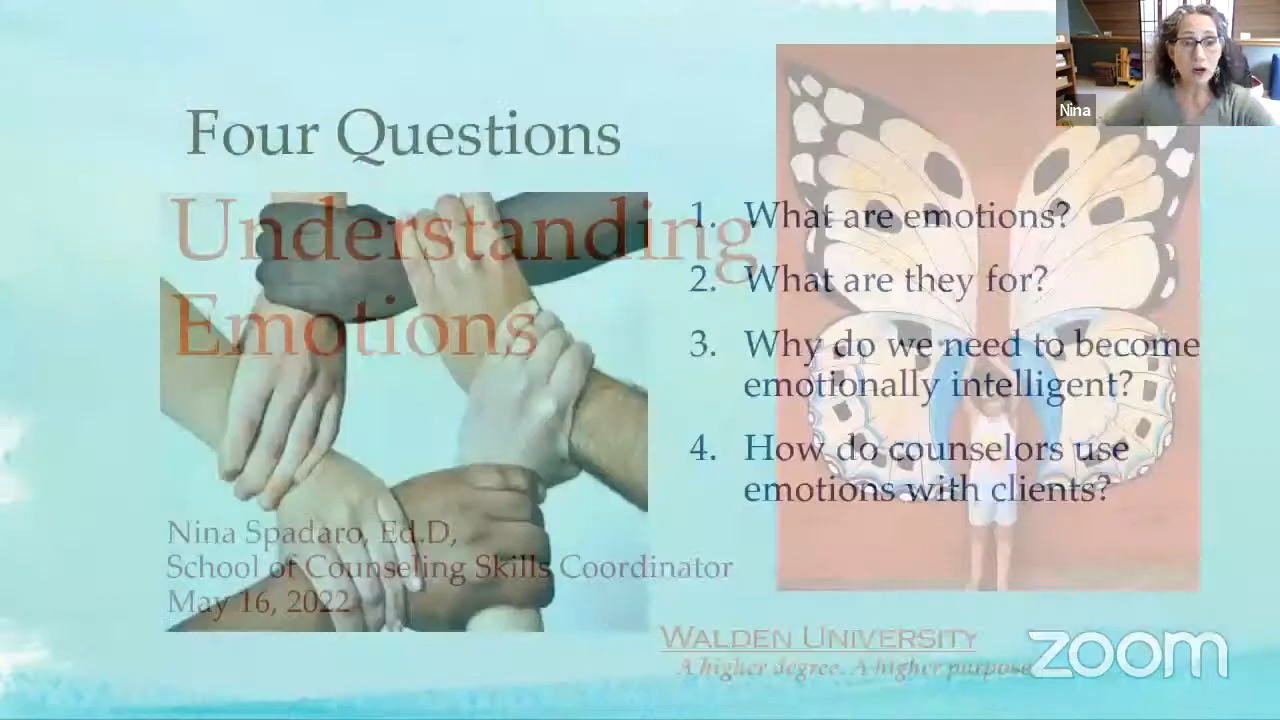 Nina
Four Questions
Understanding
Emotions
1. What are emotions?
2. What are they for?
3. Why do we need to become
emotionally intelligent?
4. How do counselors use
emotions with clients?
Nina Spadaro, Ed.D,
School of Counseling Skills Coordinator
May 16, 2022
WALDEN UNIVERSITY
A higher degree. A higher purpose
zoom